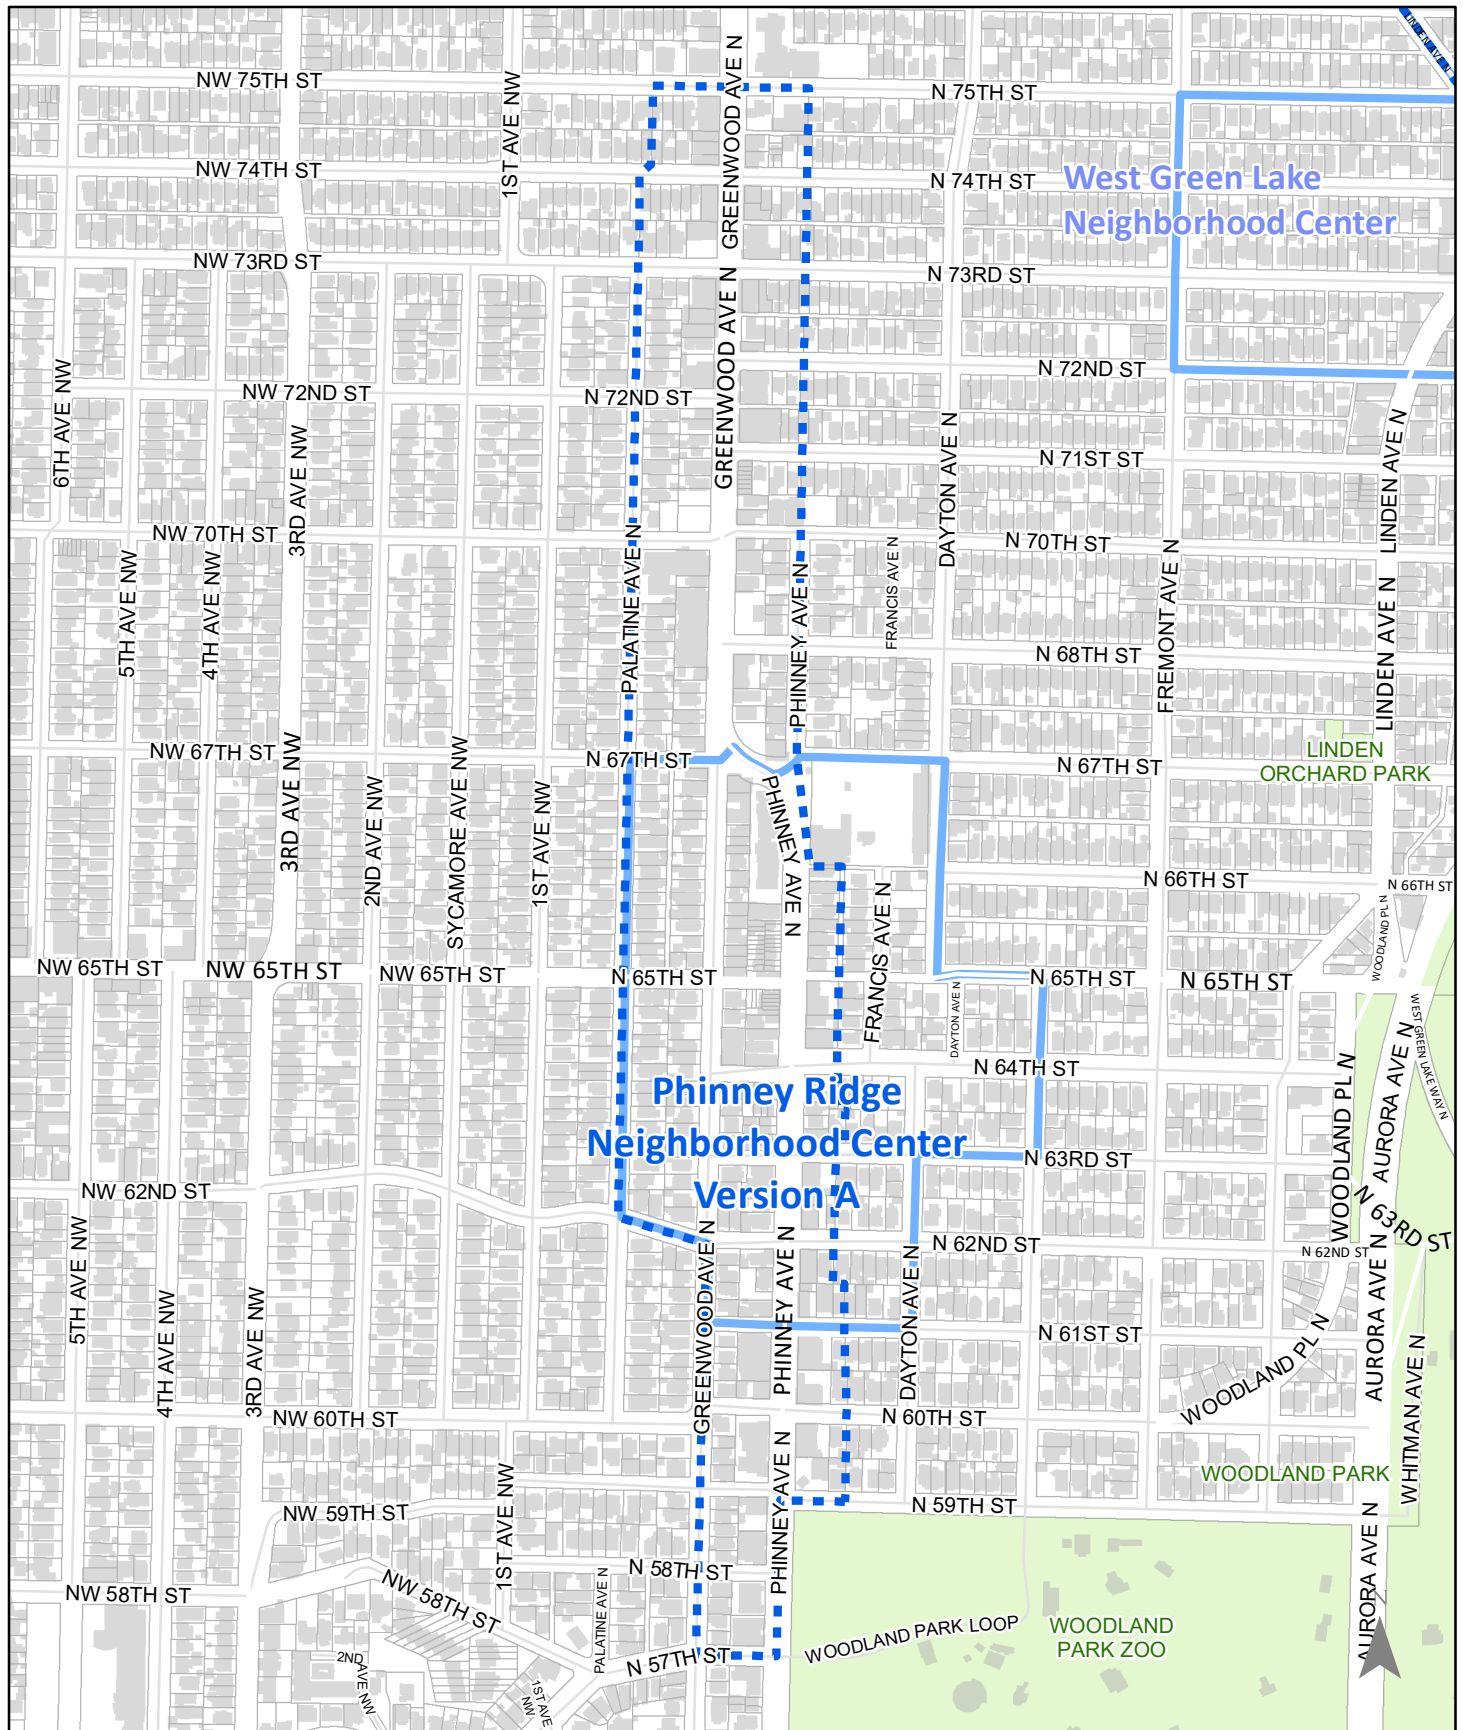 GREENWOOD AVE N
LINDEN AVE N
NW 75TH ST
1ST AVE NW
N 75TH ST
NW 74TH ST
GREENWOOD AVE N
N 74TH ST
West Green Lake
Neighborhood Center
NW 73RD ST
N 73RD ST
GREENWOOD AVE N
6TH AVE NW
NW 72ND ST
N 72ND ST
N 72ND ST
3RD AVE NW
DAYTON AVE N
N 71ST ST
LINDEN AVE N
NW 70TH ST
PALATINE AVE N
N 70TH ST
5TH AVE NW
4TH AVE NW
PHINNEY AVE N
FRANCIS AVE N
FREMONT AVE N
LINDEN AVE N
N 68TH ST
NW 67TH ST
3RD AVE NW
SYCAMORE AVE NW
N 67TH ST
N 67TH ST
LINDEN
ORCHARD PARK
2ND AVE NW
1ST AVE NW
PHINNEY AVE N
N 66TH ST
N 66TH ST
FRANCIS AVE N
WOODLAND PL N
NW 65TH ST
NW 65TH ST
NW 65TH ST
N 65TH ST
N 65TH ST
N 65TH ST
DAYTON AVE N
WEST GREEN LAKE WAY N
AURORA AVE N
N 64TH ST
WOODLAND PL N
Phinney Ridge
Neighborhood Center
Version A
N 63RD ST
N 63RD ST
NW 62ND ST
5TH AVE NW
GREENWOOD AVE N
PHINNEY AVE N
N 62ND ST
N 62ND ST
DAYTON AVE N
AURORA AVE N
4TH AVE NW
3RD AVE NW
N 61ST ST
WOODLAND PL N
WHITMAN AVE N
NW 60TH ST
N 60TH ST
PHINNEY AVE N
1ST AVE NW
WOODLAND PARK
NW 59TH ST
N 59TH ST
AURORA AVE N
NW 58TH ST
NW 58TH ST
N 58TH ST
PALATINE AVE N
WOODLAND PARK LOOP
WOODLAND
PARK ZOO
2ND AVE NW
N 57TH ST
1ST AVE
NW
Z